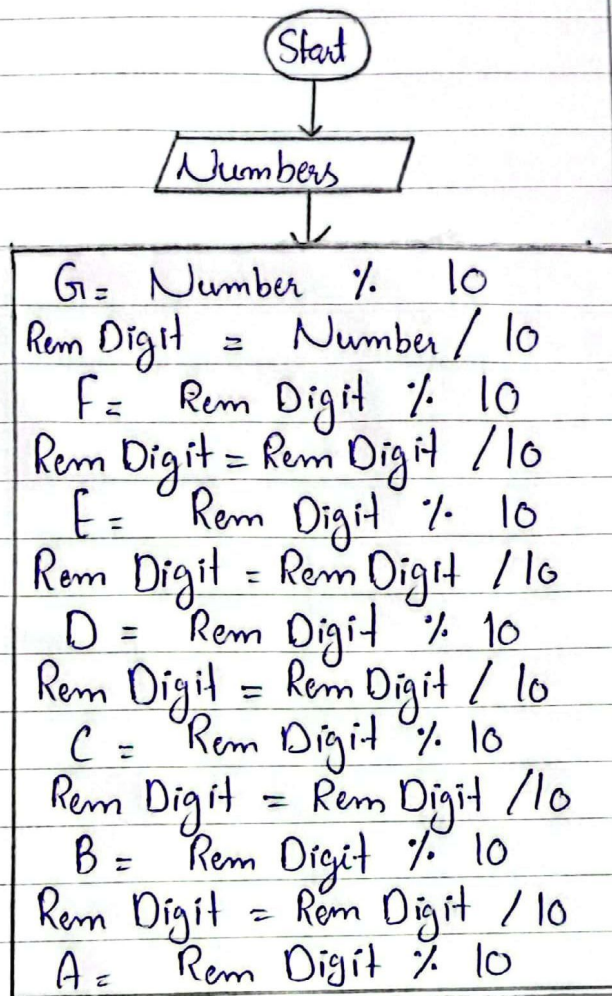 Start
Numbers
G= Number % 10
Rem Digit = Number / 10
F= Rem Digit % 10
Rem Digit = Rem Digit /10
E= Rem Digit % 10
Rem Digit = Rem Digit /10
D = Rem Digit % 10
Rem Digit = Rem Digit / 10
C = Rem Digit % 10
Rem Digit = Rem Digit /10
B = Rem Digit % 10
Rem Digit = Rem Digit / 10
A = Rem Digit % 10